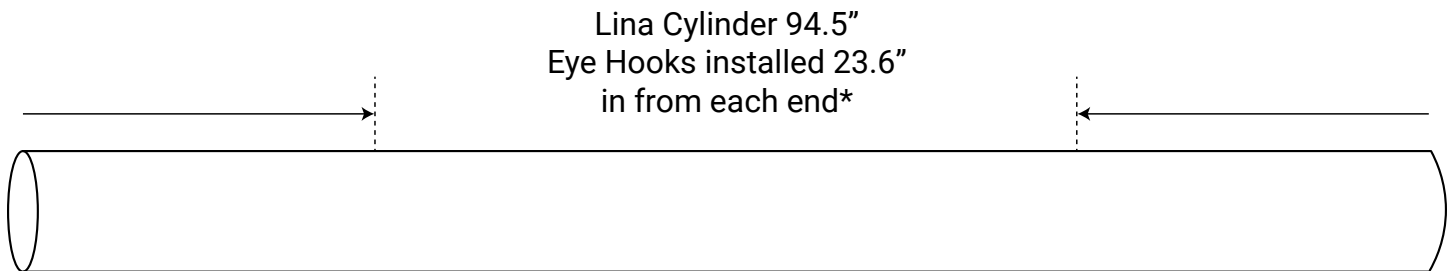 Lina Cylinder 94.5”
Eye Hooks installed 23.6”
in from each end*